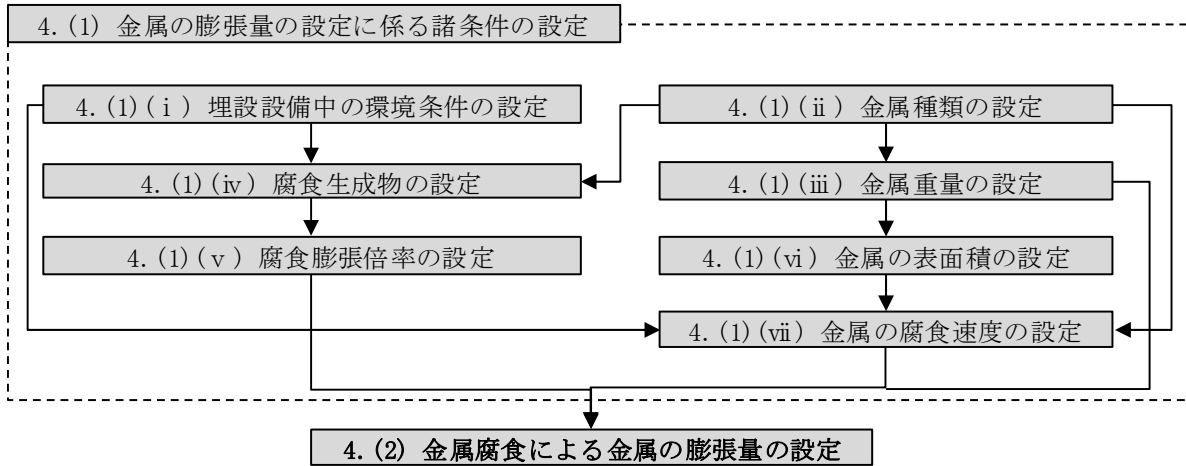 4. (1) 金属の膨張量の設定に係る諸条件の設定
4. (1) (ⅰ) 埋設設備中の環境条件の設定
4. (1) (ⅱ) 金属種類の設定
4. (1) (ⅳ) 腐食生成物の設定
4. (1) (ⅲ) 金属重量の設定
4. (1) (ⅴ) 腐食膨張倍率の設定
4. (1) (ⅵ) 金属の表面積の設定
4. (1) (ⅶ) 金属の腐食速度の設定
4. (2) 金属腐食による金属の膨張量の設定